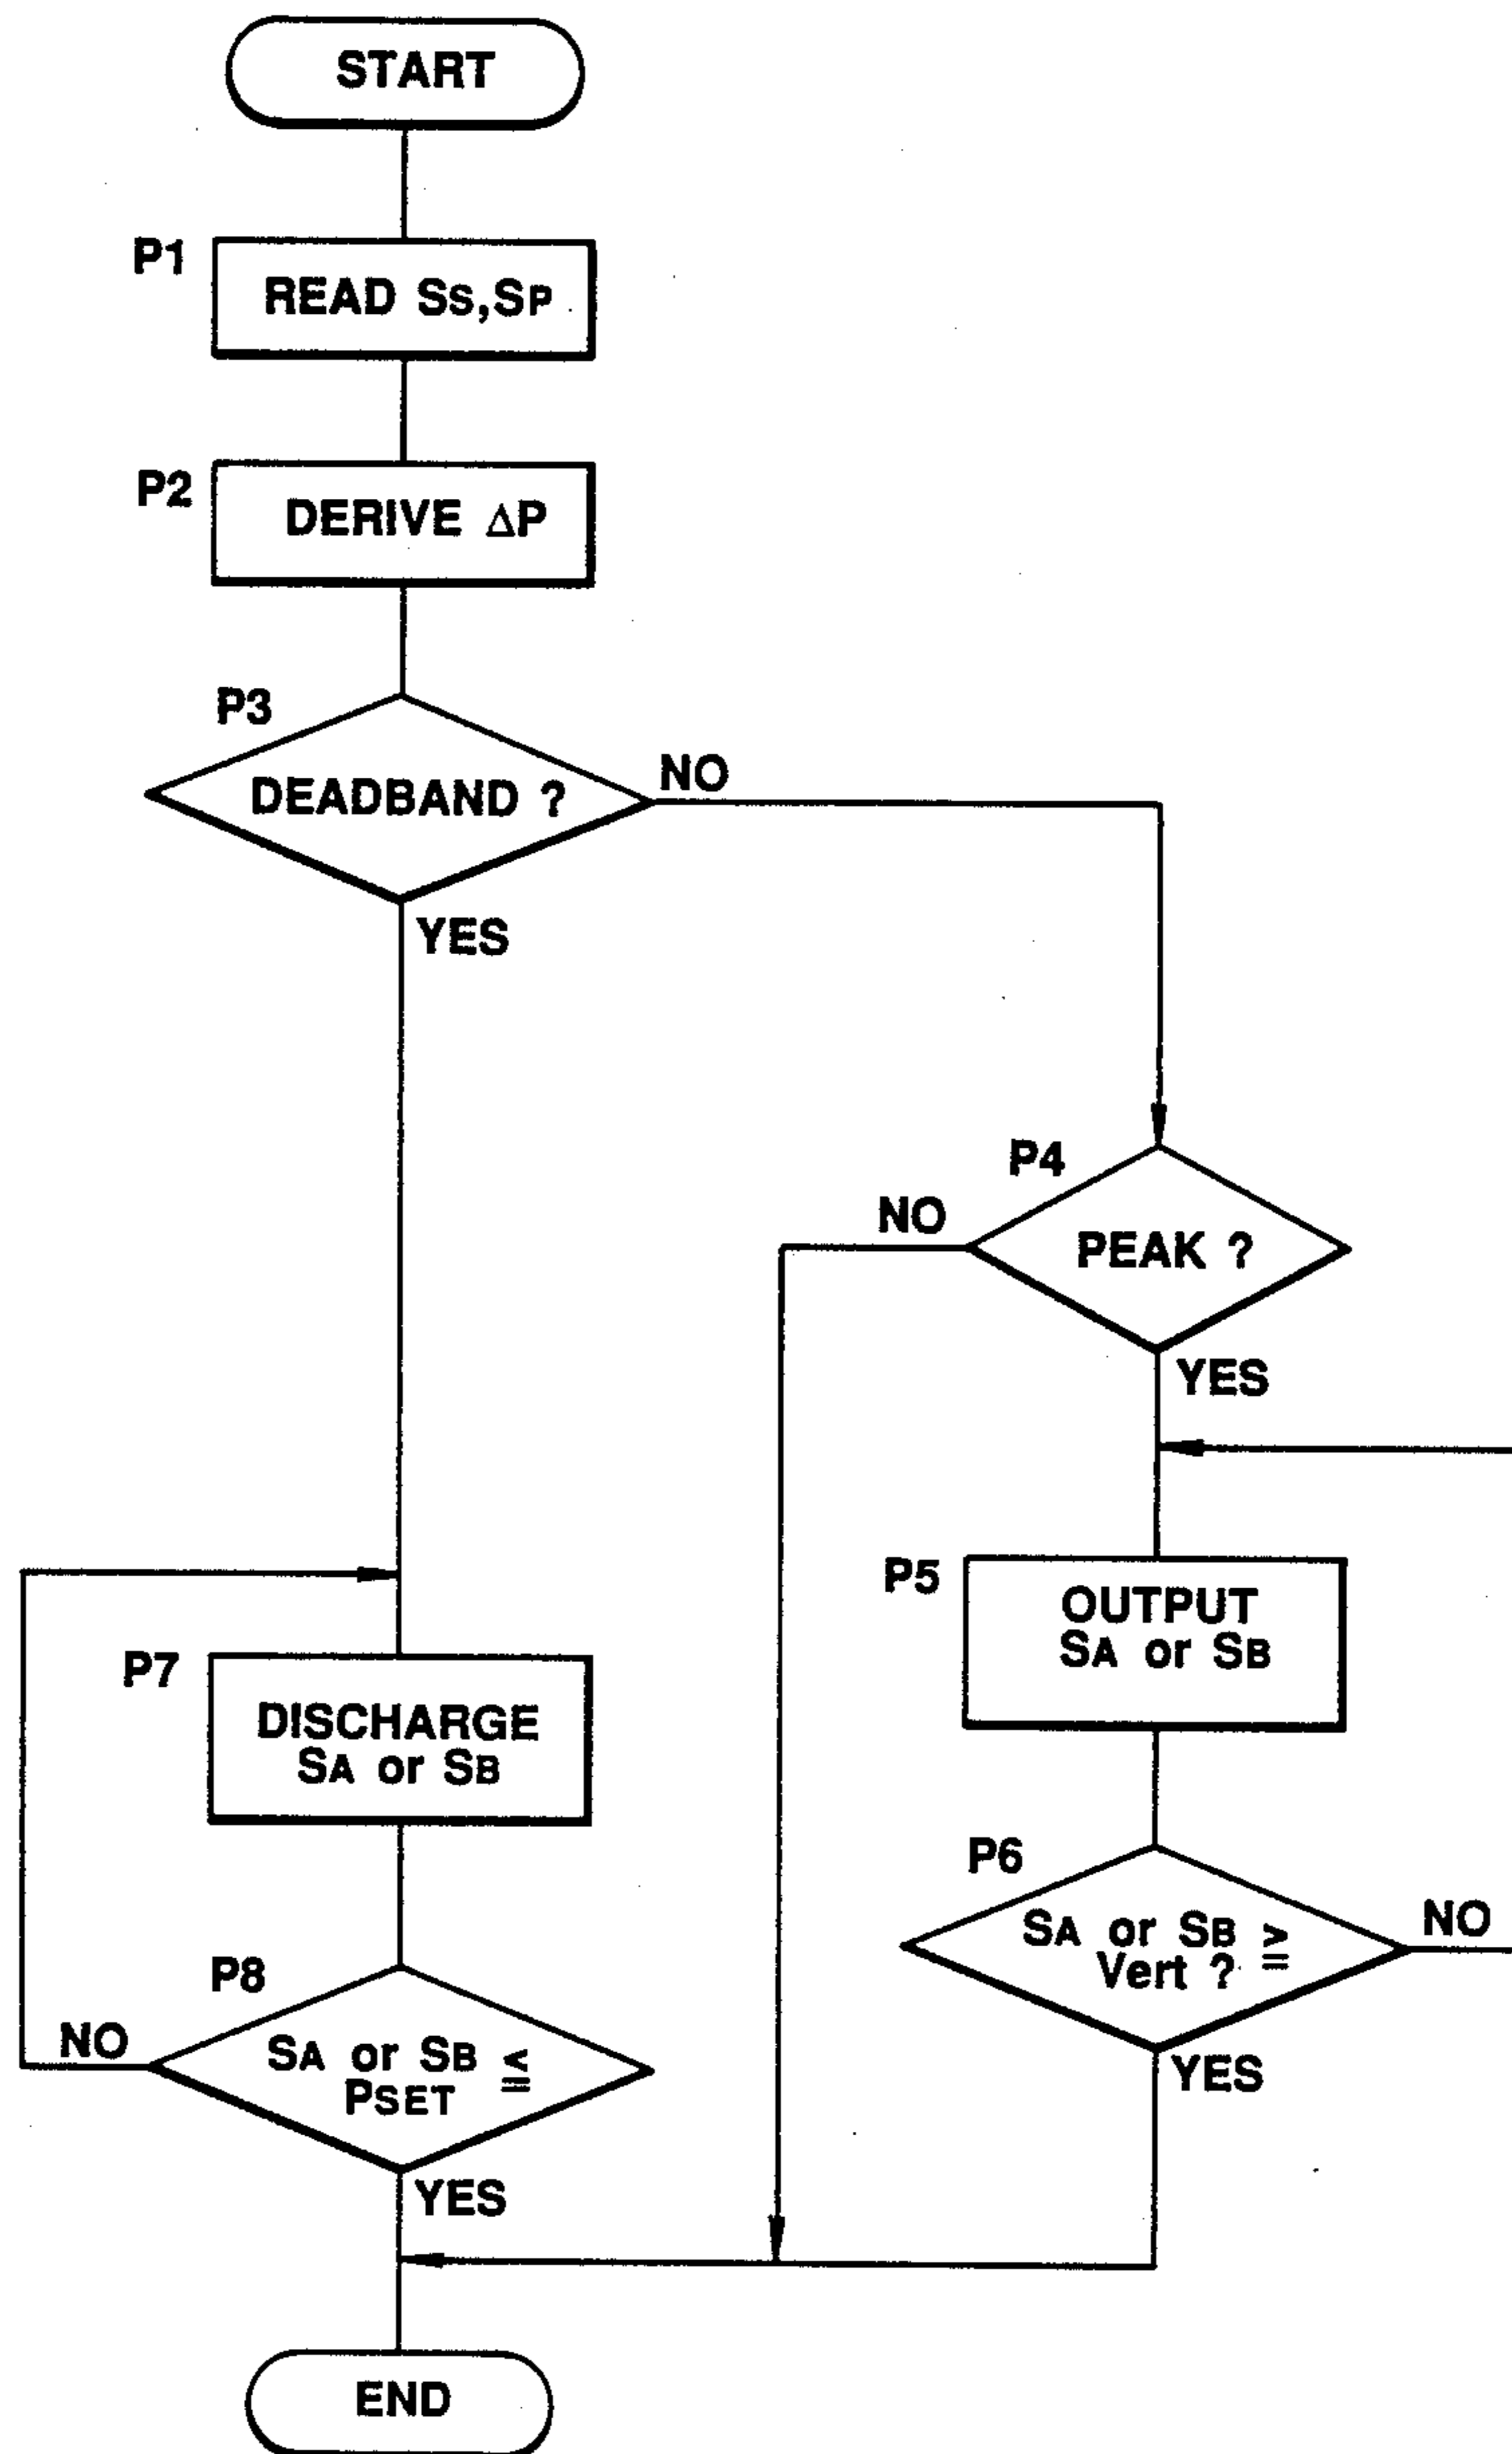 START
P1
READ SS,SP
P2
DERIVE ΔP
P3
DEADBAND ?
NO
YES
P4
NO
PEAK ?
YES
P5
OUTPUT
SA or SB
P7
DISCHARGE
SA or SB
P6
SA or SB ≧
Vert ?
NO
YES
P8
NO
SA or SB ≦
PSET
YES
END